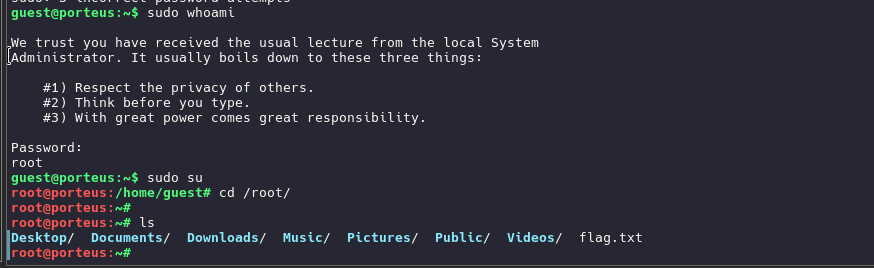 guest@porteus:~$ sudo whoami
We trust you have received the usual lecture from the local System
Administrator. It usually boils down to these three things:
#1) Respect the privacy of others.
#2) Think before you type.
#3) With great power comes great responsibility.
Password:
root
guest@porteus:~$ sudo su
root@porteus:/home/guest# cd /root/
root@porteus:~#
root@porteus:~# ls
Desktop/  Documents/  Downloads/  Music/  Pictures/  Public/  Videos/  flag.txt
root@porteus:~#